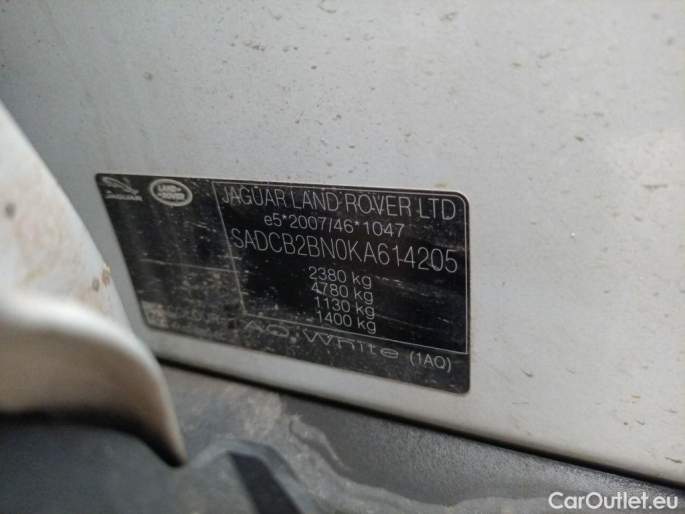 JAGUAR
LAND ROVER
JAGUAR LAND ROVER LTD
e5*2007/46*1047
SADCB2BN0KA614205
2380 kg
4780 kg
1130 kg
1400 kg
White (1AQ)
CarOutlet.eu